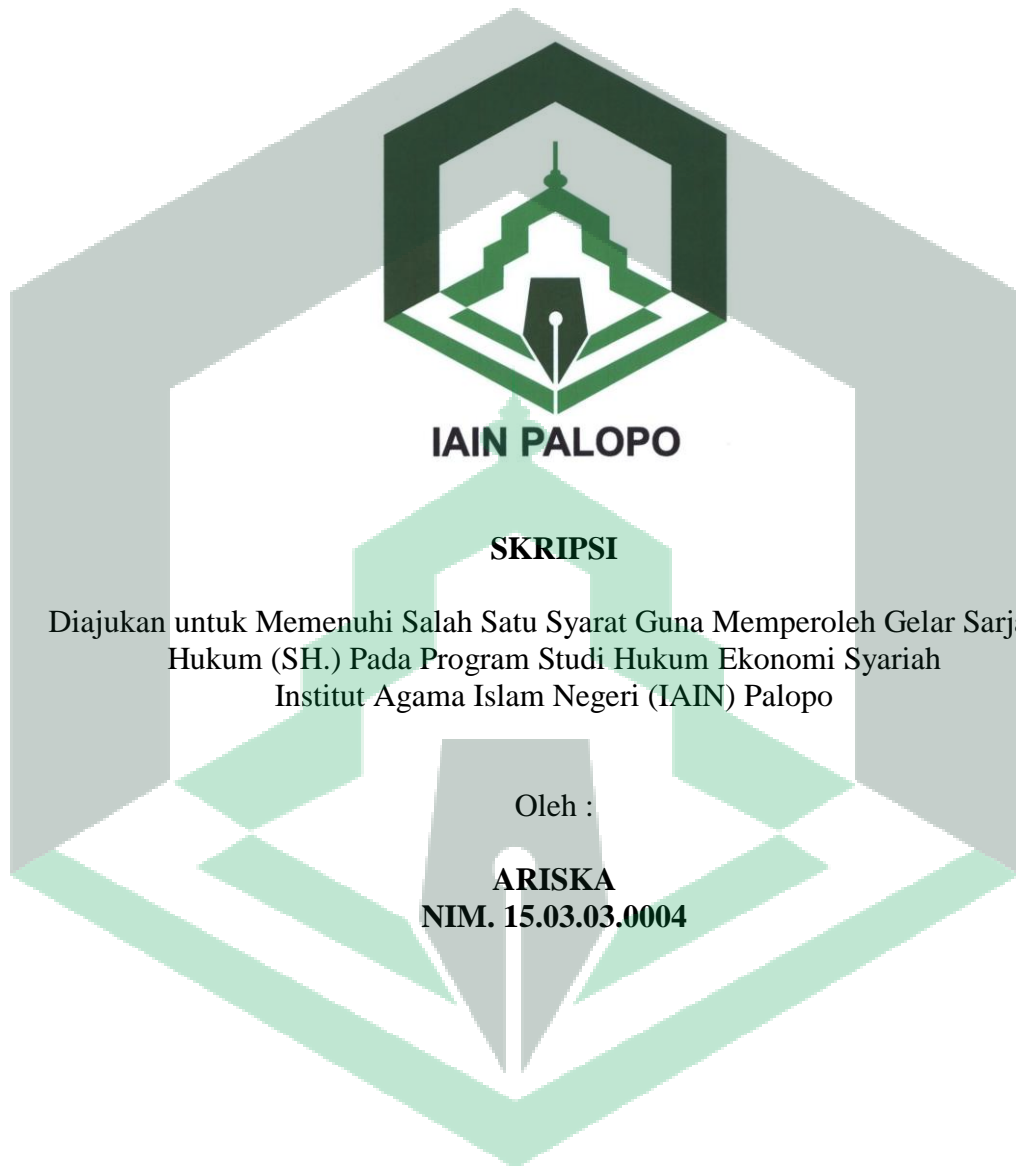 IAIN PALOPO
SKRIPSI
Diajukan untuk Memenuhi Salah Satu Syarat Guna Memperoleh Gelar
Hukum (SH.) Pada Program Studi Hukum Ekonomi Syariah
Institut Agama Islam Negeri (IAIN) Palopo
Oleh :
ARISKA
NIM. 15.03.03.0004